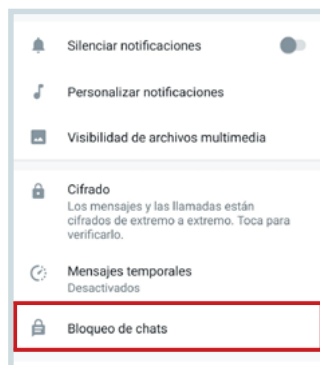 Silenciar notificaciones
Personalizar notificaciones
Visibilidad de archivos multimedia
Cifrado
Los mensajes y las llamadas están
cifrados de extremo a extremo. Toca para
verificarlo.
Mensajes temporales
Desactivados
Bloqueo de chats